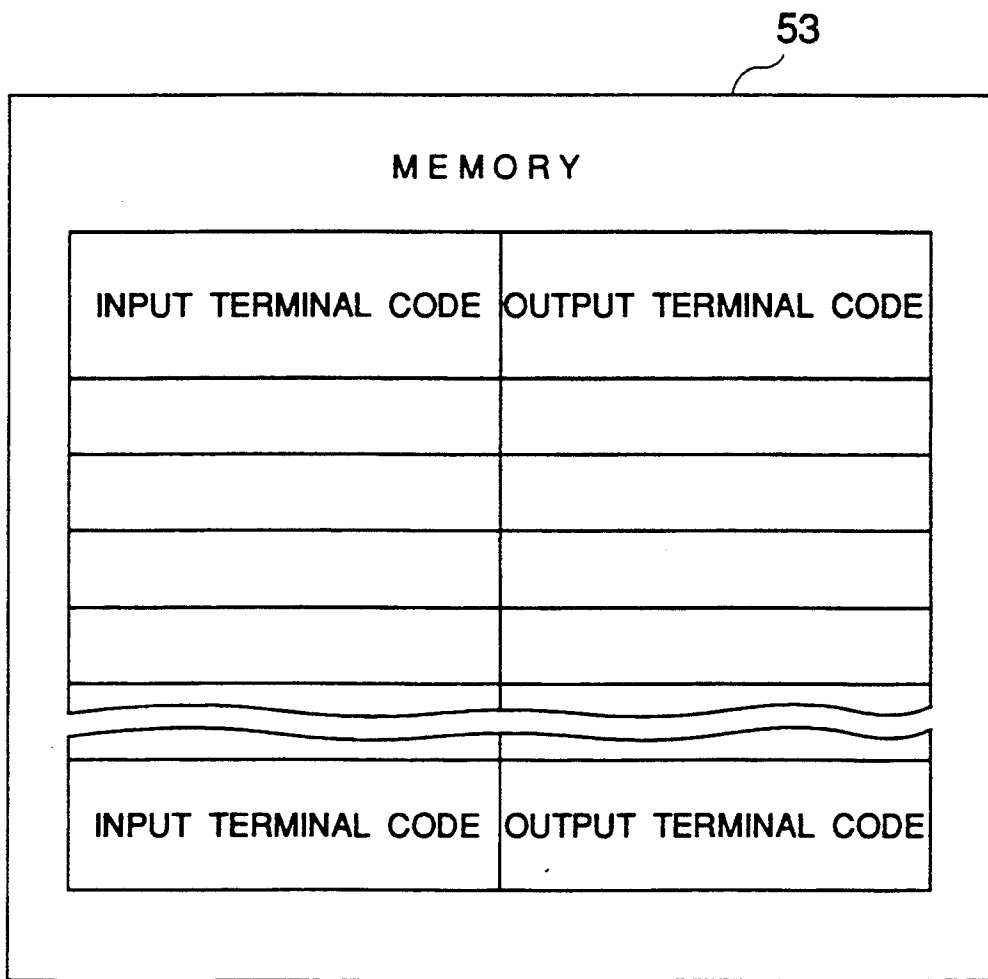 53
MEMORY
INPUT TERMINAL CODE OUTPUT TERMINAL CODE
INPUT TERMINAL CODE OUTPUT TERMINAL CODE